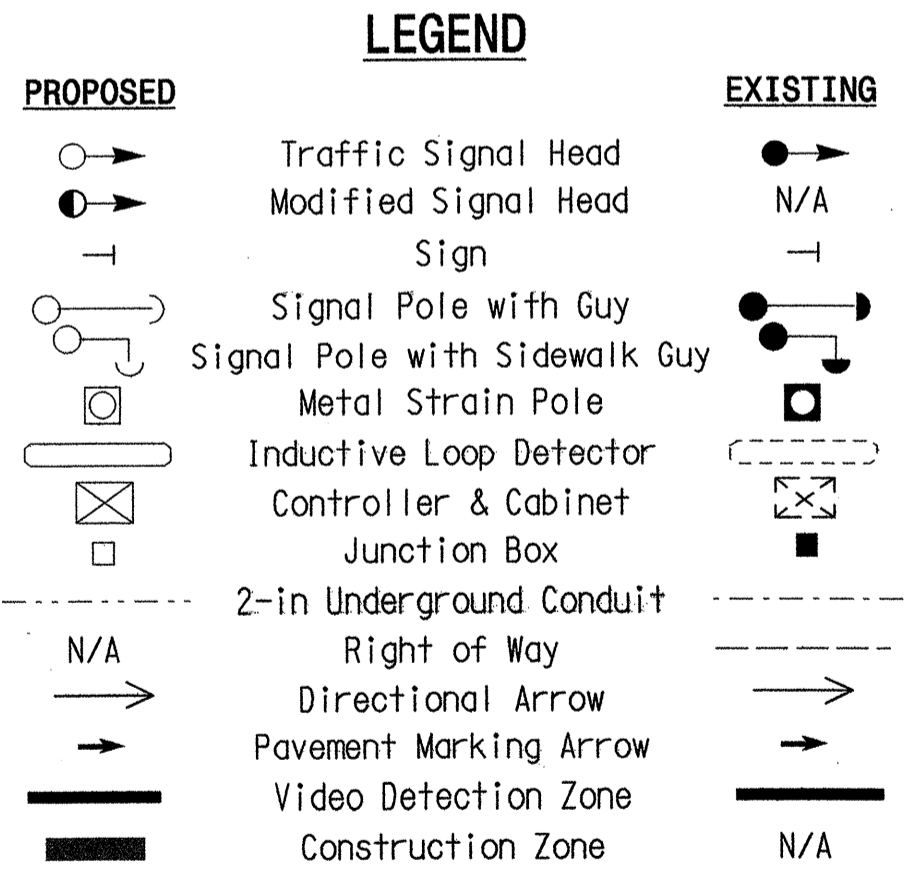 LEGEND
PROPOSED EXISTING
Traffic Signal Head
Modified Signal Head N/A
Sign
Signal Pole with Guy
Signal Pole with Sidewalk Guy
Metal Strain Pole
Inductive Loop Detector
Controller & Cabinet
Junction Box
2-in Underground Conduit
N/A Right of Way
Directional Arrow
Pavement Marking Arrow
Video Detection Zone
Construction Zone N/A